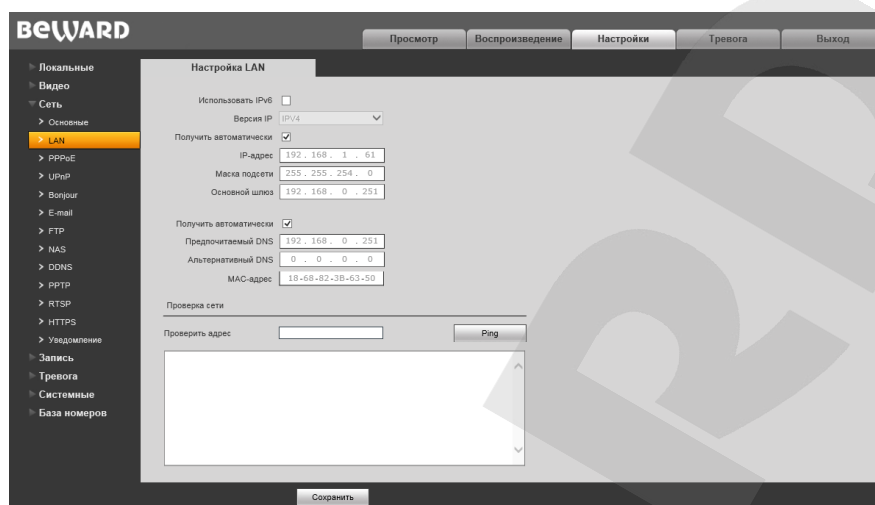 BEWARD
Просмотр
Воспроизведение
Настройки
Тревога
Выход
Локальные
Видео
Сеть
Основные
LAN
PPPoE
UPnP
Bonjour
E-mail
FTP
NAS
DDNS
PPTP
RTSP
HTTPS
Уведомление
Запись
Тревога
Системные
База номеров
Настройка LAN
Использовать IPv6
Версия IP IPV4
Получить автоматически
IP-адрес 192 . 168 . 1 . 61
Маска подсети 255 . 255 . 254 . 0
Основной шлюз 192 . 168 . 0 . 251
Получить автоматически
Предпочитаемый DNS 192 . 168 . 0 . 251
Альтернативный DNS 0 . 0 . 0 . 0
MAC-адрес 18-68-82-3B-63-50
Проверка сети
Проверить адрес Ping
Сохранить